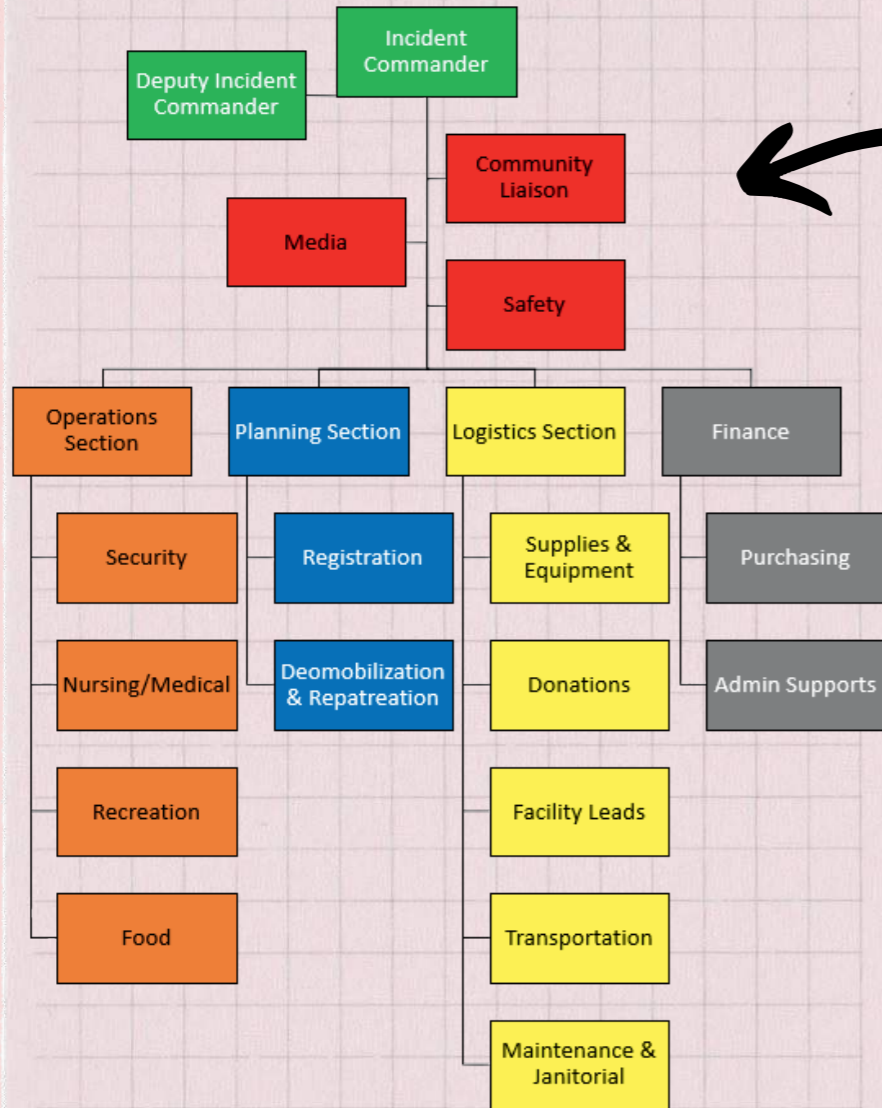 Incident
Commander
Deputy Incident
Commander
Community
Liaison
Media
Safety
Operations
Section
Planning Section
Logistics Section
Finance
Security
Registration
Supplies &
Equipment
Purchasing
Nursing/Medical
Deomobilization
& Repatreation
Donations
Admin Supports
Recreation
Facility Leads
Food
Transportation
Maintenance &
Janitorial